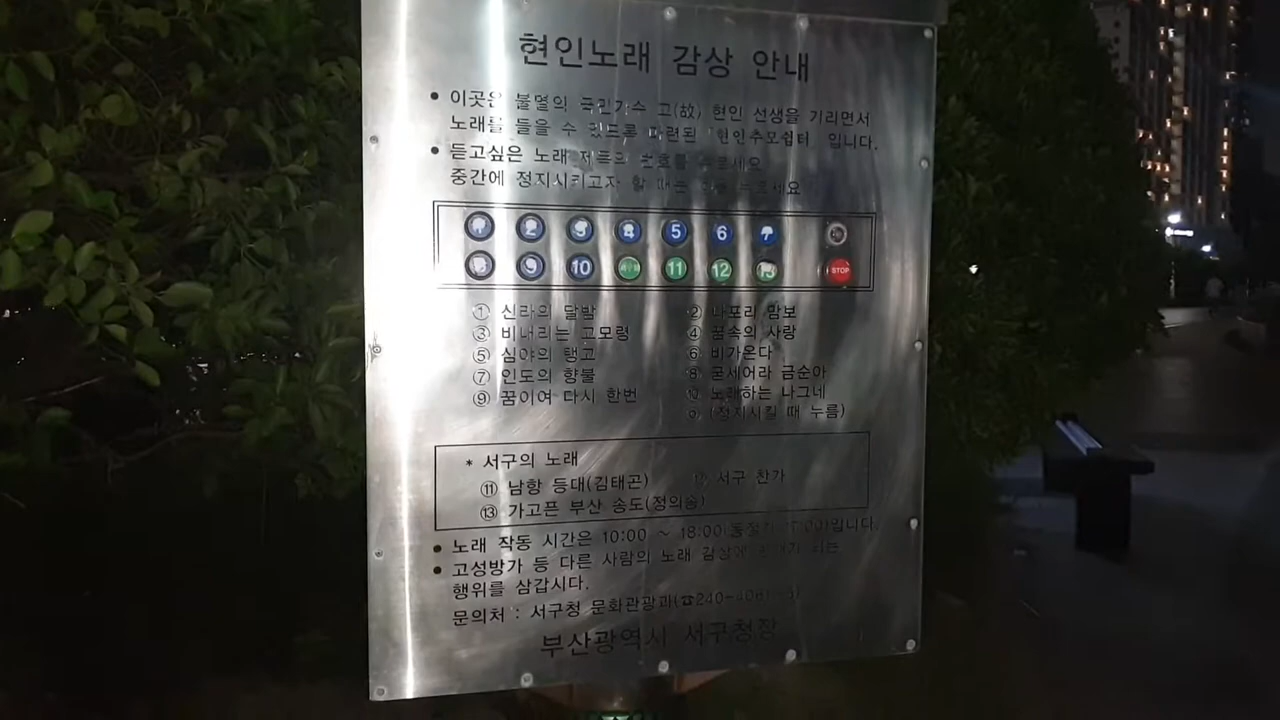 현인노래 감상 안내
• 이곳은 불멸의 국민가수 고(故) 현인 선생을 기리면서
노래를 들을 수 있도록 마련된 '현인추모쉼터' 입니다.
• 듣고싶은 노래 제목의 번호를 누르세요
중간에 정지시키고자 할 때는 누르세요
4 5 6 7
9 10 11 12 13 STOP
① 신라의 달밤 ② 나포리 맘보
③ 비내리는 고모령 ④ 꿈속의 사랑
⑤ 심야의 행고 ⑥ 비가온다
⑦ 인도의 향불 ⑧ 굳세어라 금순아
⑨ 꿈이여 다시 한번 ⑩ 노래하는 나그네
(정지시킬 때 누름)
* 서구의 노래
⑪ 남항 등대(김태곤) ⑫ 서구 찬가
⑬ 가고픈 부산 송도(정의송)
• 노래 작동 시간은 10:00 ~ 18:00(동절기 17:00)입니다.
• 고성방가 등 다른 사람의 노래 감상에 되는
행위를 삼갑시다.
문의처 : 서구청 문화관광과(☎240-
부산광역시 서구청장